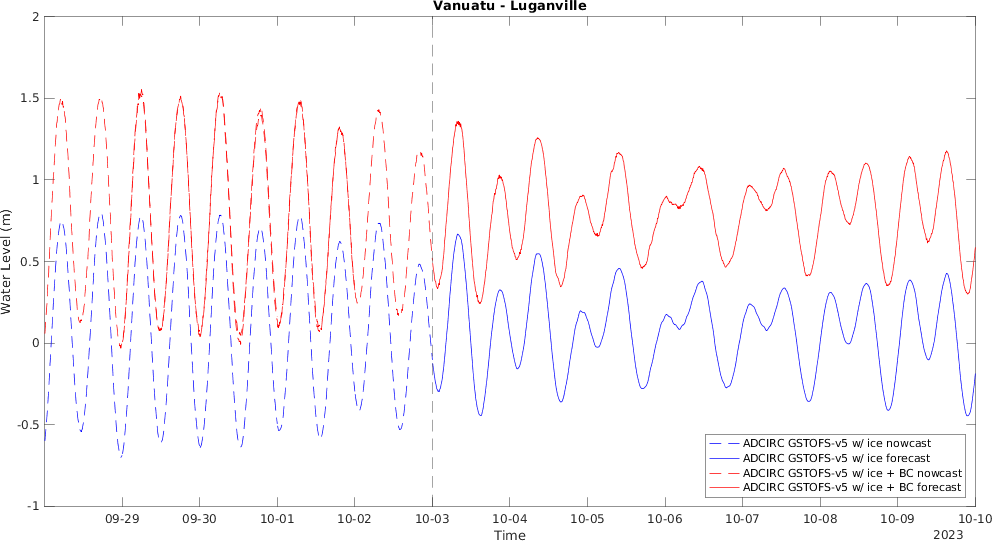 Vanuatu - Luganville
Water Level (m)
2
1.5
1
0.5
0
-0.5
-1
09-29 09-30 10-01 10-02 10-03 10-04 10-05 10-06 10-07 10-08 10-09 10-10
Time
2023
ADCIRC GSTOFS-v5 w/ ice nowcast
ADCIRC GSTOFS-v5 w/ ice forecast
ADCIRC GSTOFS-v5 w/ ice + BC nowcast
ADCIRC GSTOFS-v5 w/ ice + BC forecast